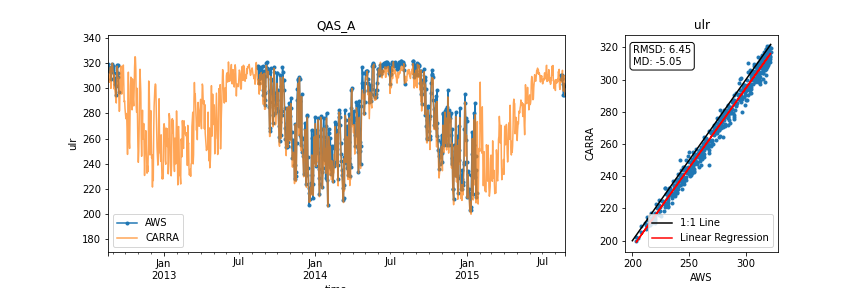 QAS_A
ulr
340
320
300
280
260
240
220
200
180
ulr
AWS
CARRA
Jan
2013
Jul
Jan
2014
Jul
Jan
2015
Jul
time
RMSD: 6.45
MD: -5.05
320
300
280
260
240
220
200
CARRA
1:1 Line
Linear Regression
200
250
300
AWS